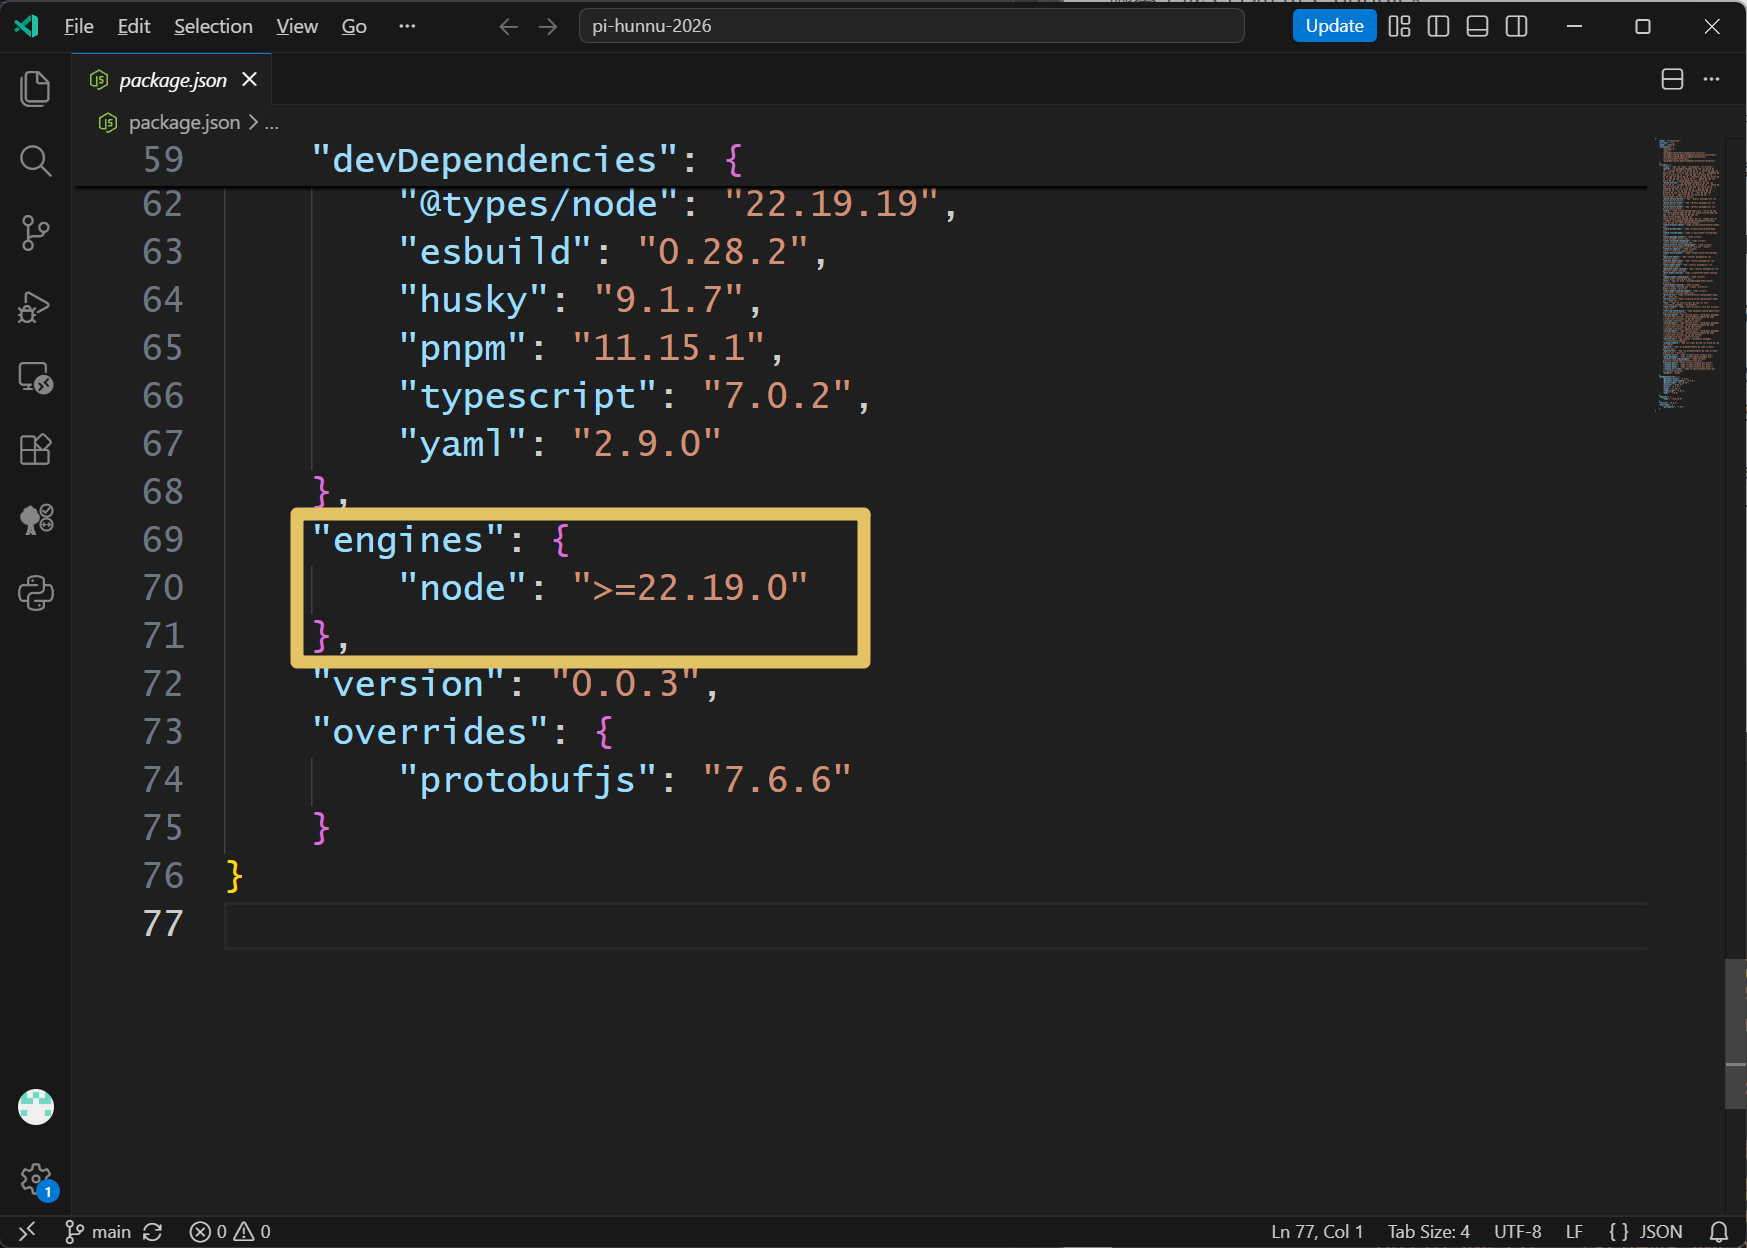 File Edit Selection View Go ··· pi-hunnu-2026 Update
package.json
package.json > ...
59 "devDependencies": {
62 "@types/node": "22.19.19",
63 "esbuild": "0.28.2",
64 "husky": "9.1.7",
65 "pnpm": "11.15.1",
66 "typescript": "7.0.2",
67 "yaml": "2.9.0"
68 },
69 "engines": {
70 "node": ">=22.19.0"
71 },
72 "version": "0.0.3",
73 "overrides": {
74 "protobufjs": "7.6.6"
75 }
76 }
77
1
main 0 0 Ln 77, Col 1 Tab Size: 4 UTF-8 LF { } JSON